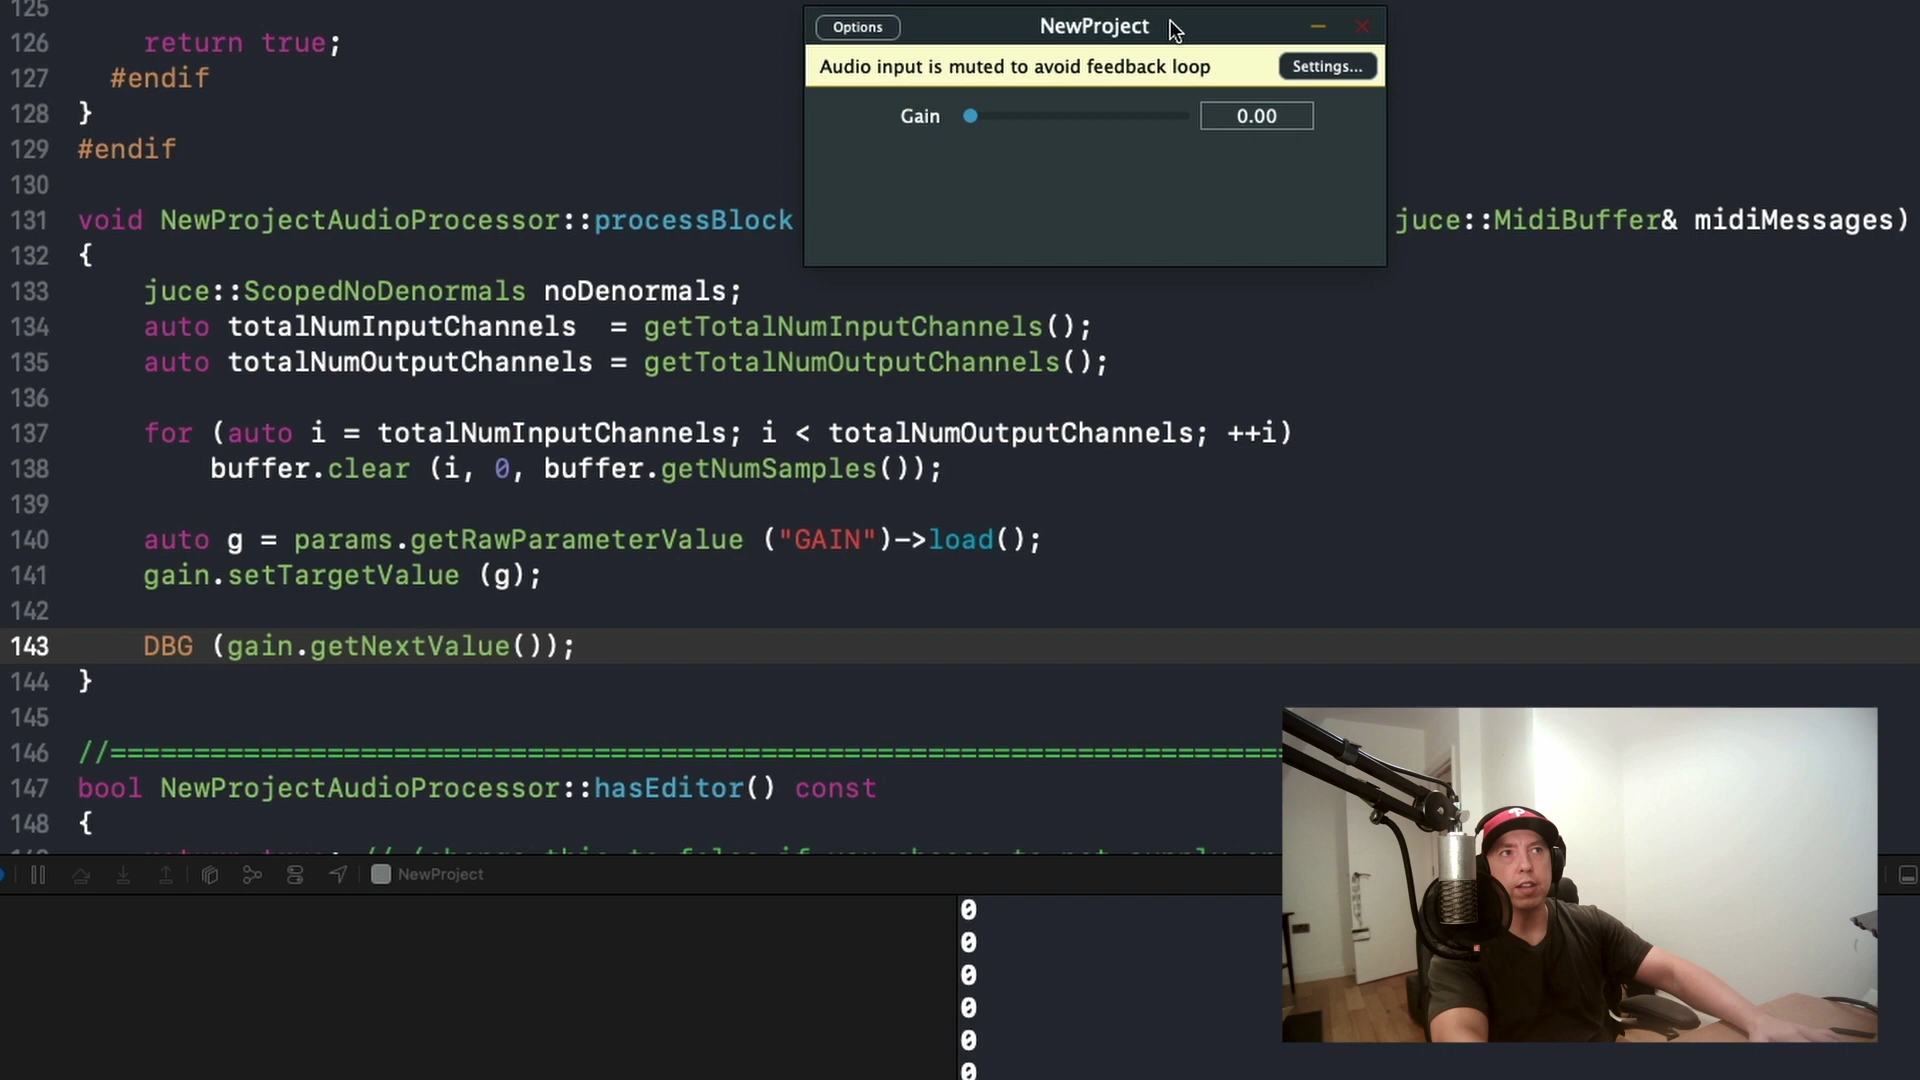 125
126 return true;
127 #endif
128 }
129 #endif
130
131 void NewProjectAudioProcessor::processBlock juce::MidiBuffer& midiMessages)
132 {
133 juce::ScopedNoDenormals noDenormals;
134 auto totalNumInputChannels = getTotalNumInputChannels();
135 auto totalNumOutputChannels = getTotalNumOutputChannels();
136
137 for (auto i = totalNumInputChannels; i < totalNumOutputChannels; ++i)
138 buffer.clear (i, 0, buffer.getNumSamples());
139
140 auto g = params.getRawParameterValue ("GAIN")->load();
141 gain.setTargetValue (g);
142
143 DBG (gain.getNextValue());
144 }
145
146 //=======================================================================
147 bool NewProjectAudioProcessor::hasEditor() const
148 {
Options NewProject
Audio input is muted to avoid feedback loop Settings...
Gain 0.00
NewProject
0
0
0
0
0
0
P